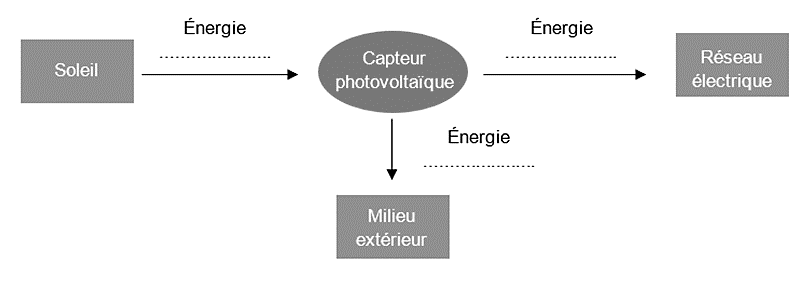 Énergie
....................
Énergie
....................
Soleil
Capteur
photovoltaïque
Réseau
électrique
Énergie
....................
Milieu
extérieur